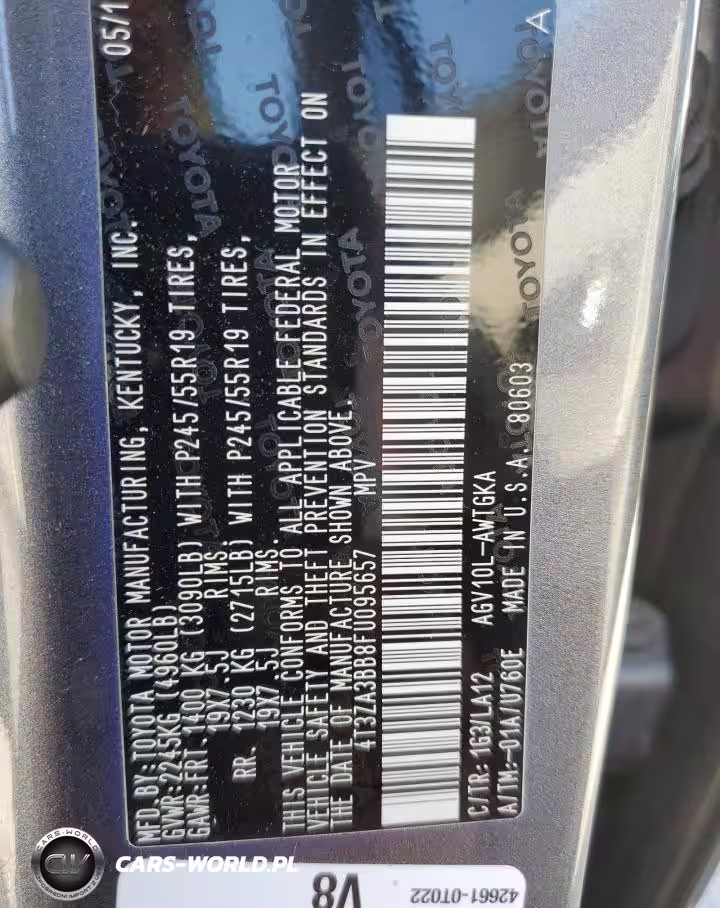 05/1
MFD.BY:TOYOTA MOTOR MANUFACTURING, KENTUCKY, INC.
GVWR:2245KG (4960LB)
GAWR:FRT. 1400 KG (3090LB) WITH P245/55R19 TIRES,
19X7.5J RIMS.
RR. 1230 KG (2715LB) WITH P245/55R19 TIRES,
19X7.5J RIMS.
THIS VEHICLE CONFORMS TO ALL APPLICABLE FEDERAL MOTOR
VEHICLE SAFETY AND THEFT PREVENTION STANDARDS IN EFFECT ON
THE DATE OF MANUFACTURE SHOWN ABOVE.
4T3ZA3BB8FU095657 MPV
C/TR: 1G3/LA12 AGV10L-AWTGKA
A/TM:-01A/U760E MADE IN U.S.A. 80603
A
TOYOTA
V8
42661-0T022
CARS-WORLD
CW
CARS-WORLD.PL